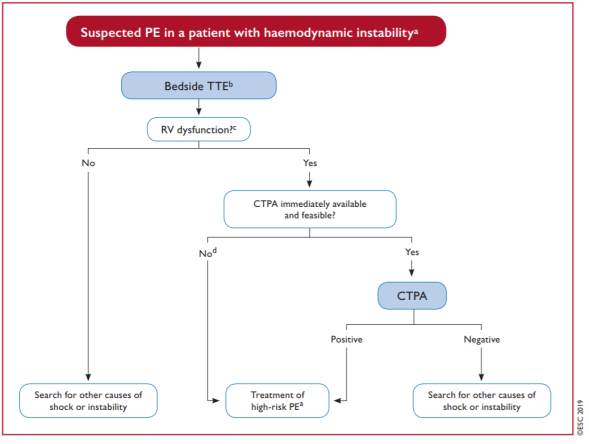 Suspected PE in a patient with haemodynamic instabilityᵃ
Bedside TTEᵇ
RV dysfunction?ᶜ
No
Yes
CTPA immediately available
and feasible?
Noᵈ
Yes
CTPA
Positive
Negative
Search for other causes of
shock or instability
Treatment of
high-risk PEᵃ
Search for other causes of
shock or instability
©ESC 2019